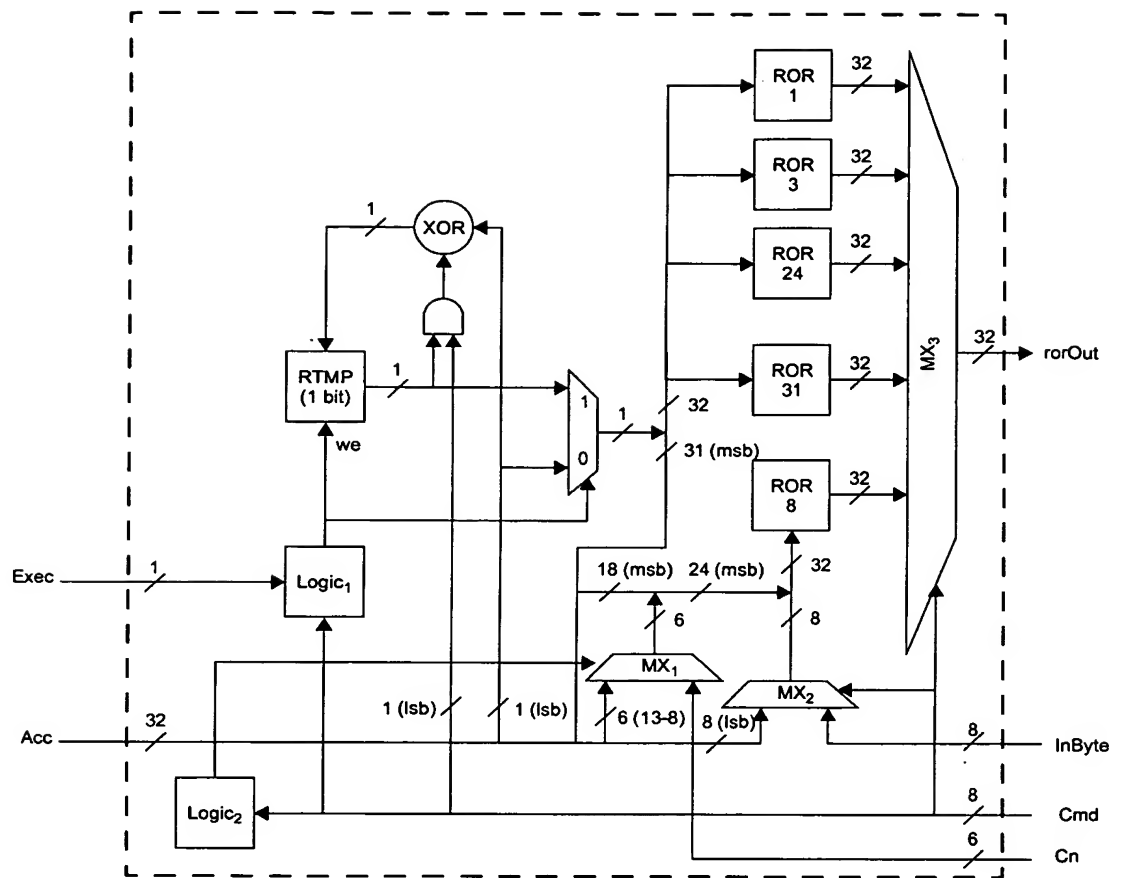 32
ROR
1
32
ROR
3
1
XOR
32
ROR
24
32
ROR
31
MX3
32
rorOut
RTMP
(1 bit)
1
1
1
32
we
0
31 (msb)
32
ROR
8
Exec
1
Logic1
18 (msb)
24 (msb)
32
6
8
MX1
MX2
1 (lsb)
1 (lsb)
6 (13-8)
8 (lsb)
Acc
32
8
InByte
Logic2
8
Cmd
6
Cn